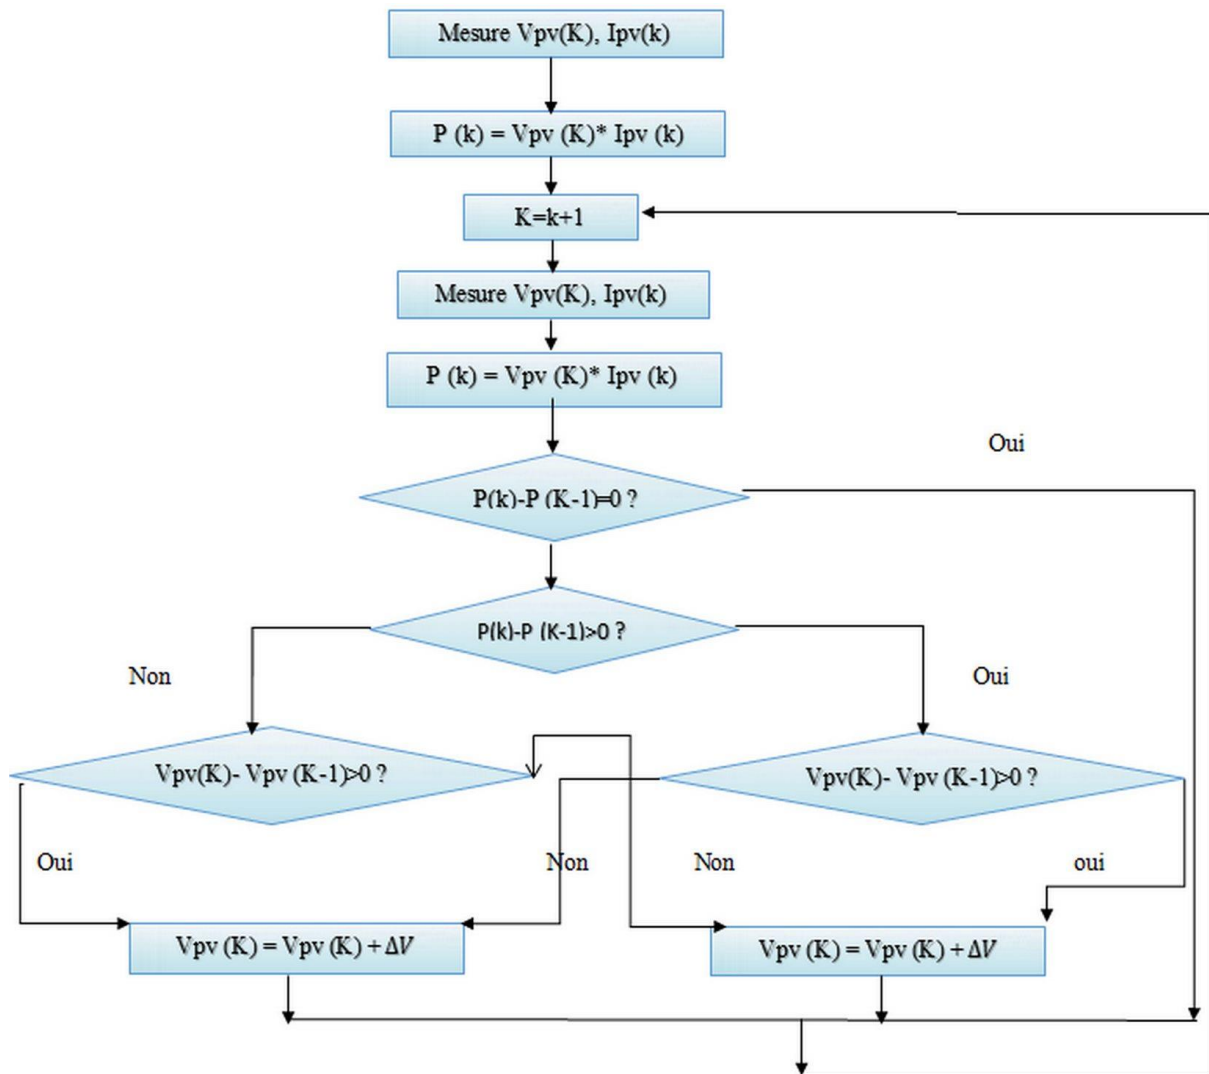 Mesure Vpv(K), Ipv(k)
P (k) = Vpv (K)* Ipv (k)
K=k+1
Mesure Vpv(K), Ipv(k)
P (k) = Vpv (K)* Ipv (k)
Oui
P(k)-P (K-1)=0 ?
P(k)-P (K-1)>0 ?
Non
Oui
Vpv(K)- Vpv (K-1)>0 ?
Vpv(K)- Vpv (K-1)>0 ?
Oui
Non
Non
oui
Vpv (K) = Vpv (K) + ΔV
Vpv (K) = Vpv (K) + ΔV